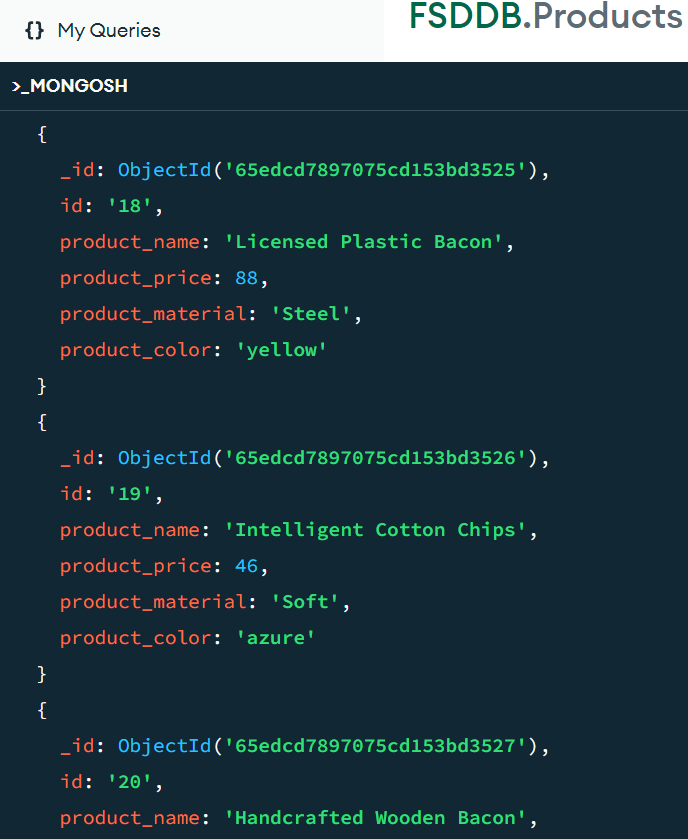 {} My Queries
FSDDB.Products
>_MONGOSH
{
_id: ObjectId('65edcd7897075cd153bd3525'),
id: '18',
product_name: 'Licensed Plastic Bacon',
product_price: 88,
product_material: 'Steel',
product_color: 'yellow'
}
{
_id: ObjectId('65edcd7897075cd153bd3526'),
id: '19',
product_name: 'Intelligent Cotton Chips',
product_price: 46,
product_material: 'Soft',
product_color: 'azure'
}
{
_id: ObjectId('65edcd7897075cd153bd3527'),
id: '20',
product_name: 'Handcrafted Wooden Bacon',